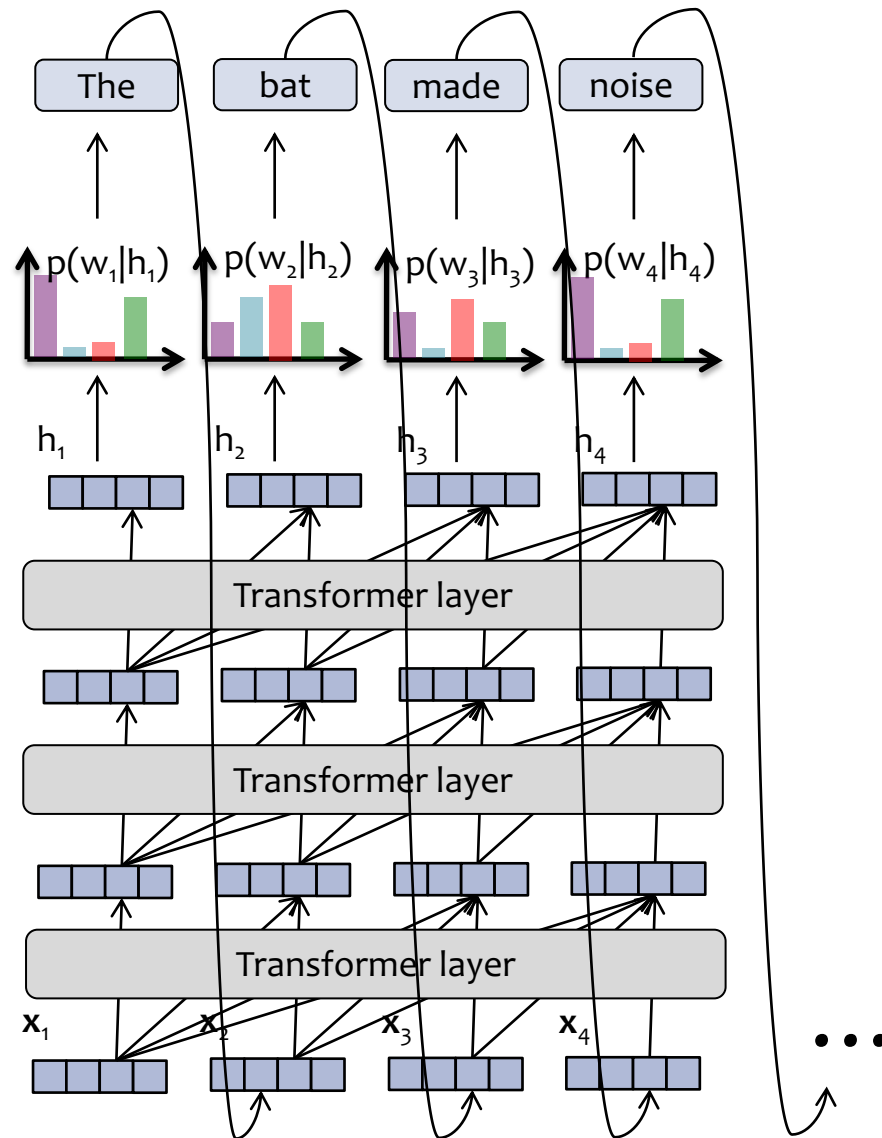 The bat made noise
p(w₁|h₁) p(w₂|h₂) p(w₃|h₃) p(w₄|h₄)
h₁ h₂ h₃ h₄
Transformer layer
Transformer layer
Transformer layer
x₁ x₂ x₃ x₄
...